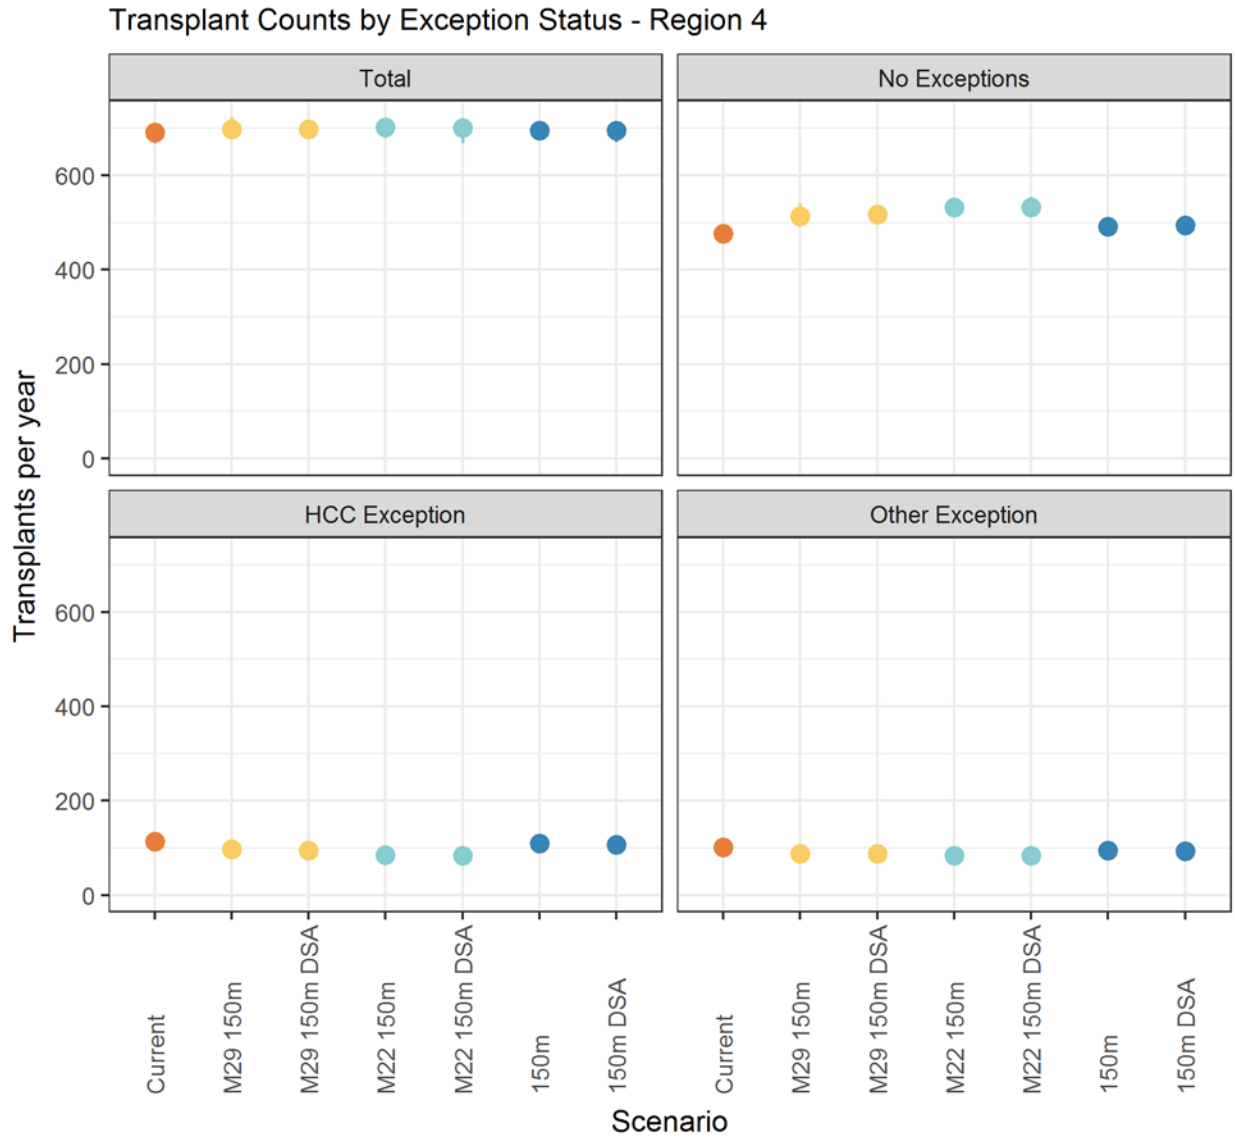 Transplant Counts by Exception Status - Region 4
Total
No Exceptions
600
400
200
0
HCC Exception
Other Exception
600
400
200
0
Transplants per year
Current
M29 150m
M29 150m DSA
M22 150m
M22 150m DSA
150m
150m DSA
Current
M29 150m
M29 150m DSA
M22 150m
M22 150m DSA
150m
150m DSA
Scenario